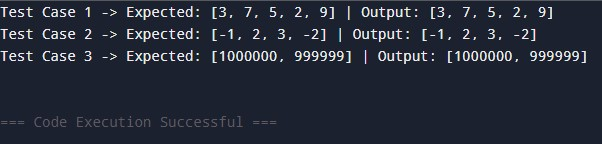 Test Case 1 -> Expected: [3, 7, 5, 2, 9] | Output: [3, 7, 5, 2, 9]
Test Case 2 -> Expected: [-1, 2, 3, -2] | Output: [-1, 2, 3, -2]
Test Case 3 -> Expected: [1000000, 999999] | Output: [1000000, 999999]
=== Code Execution Successful ===